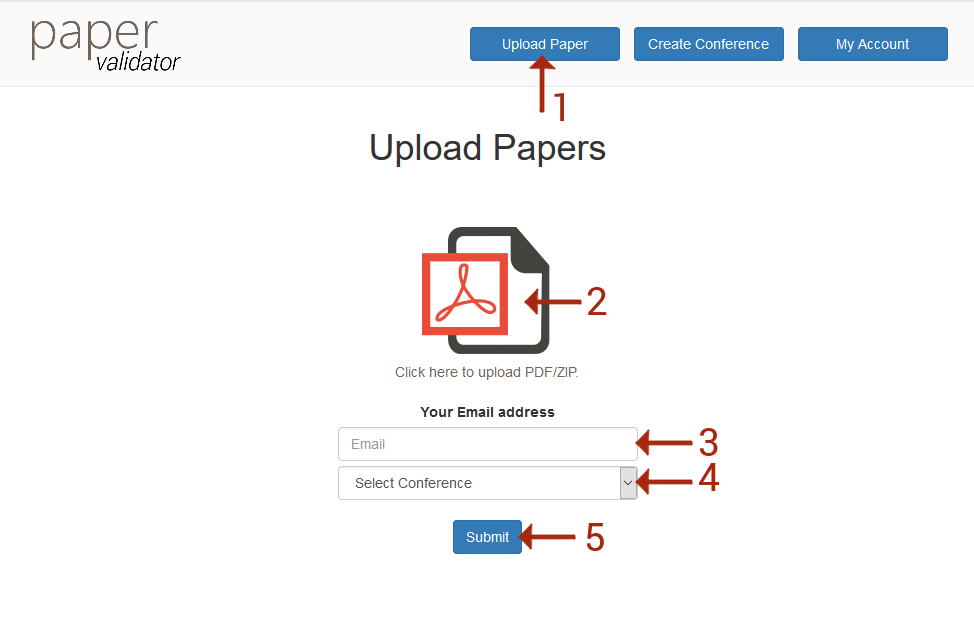 paper
validator
Upload Paper
Create Conference
My Account
1
Upload Papers
2
Click here to upload PDF/ZIP.
Your Email address
Email
3
Select Conference
4
Submit
5